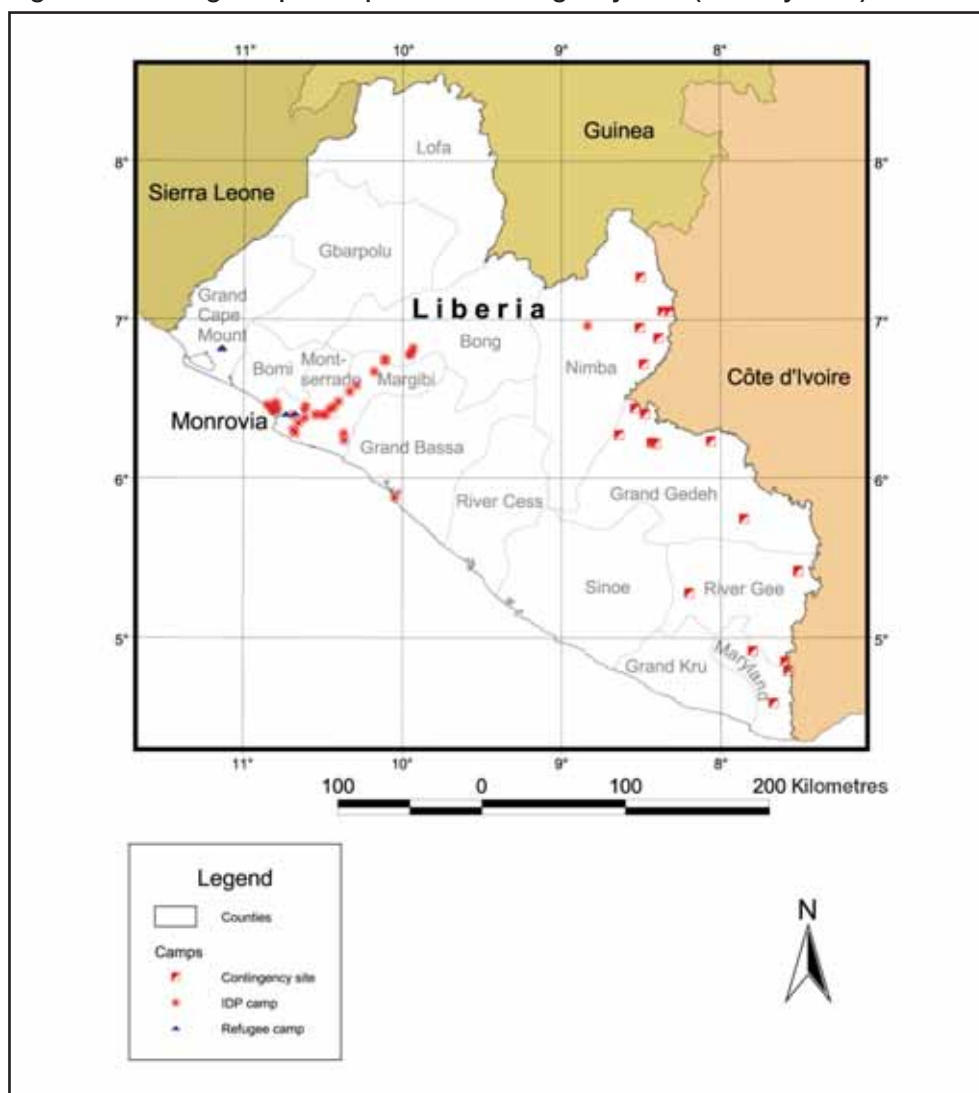 11° 10° 9° 8°
Guinea
Lofa
8° 8°
Sierra Leone
Gbarpolu
Grand
Cape
Mount
Liberia
7° 7°
Bong
Bomi
Mont-
serrado
Margibi
Nimba
Côte d'Ivoire
Monrovia
Grand Bassa
6° 6°
River Cess
Grand Gedeh
Sinoe
River Gee
5° 5°
Grand Kru
Maryland
11° 10° 9° 8°
100 0 100 200 Kilometres
Legend
Counties
Camps
Contingency site
IDP camp
Refugee camp
N